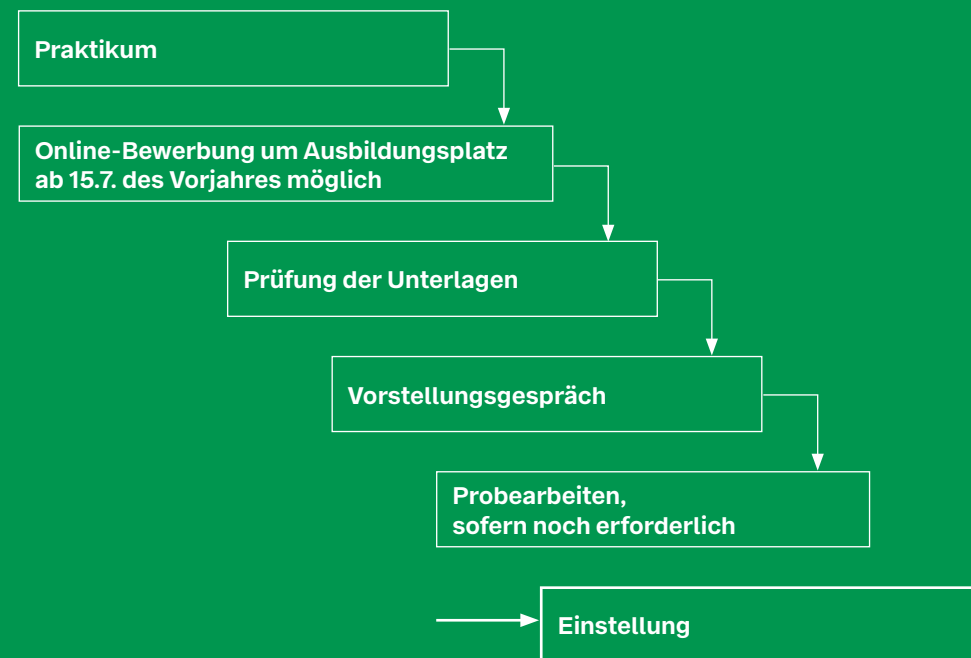 Praktikum
Online-Bewerbung um Ausbildungsplatz
ab 15.7. des Vorjahres möglich
Prüfung der Unterlagen
Vorstellungsgespräch
Probearbeiten,
sofern noch erforderlich
Einstellung